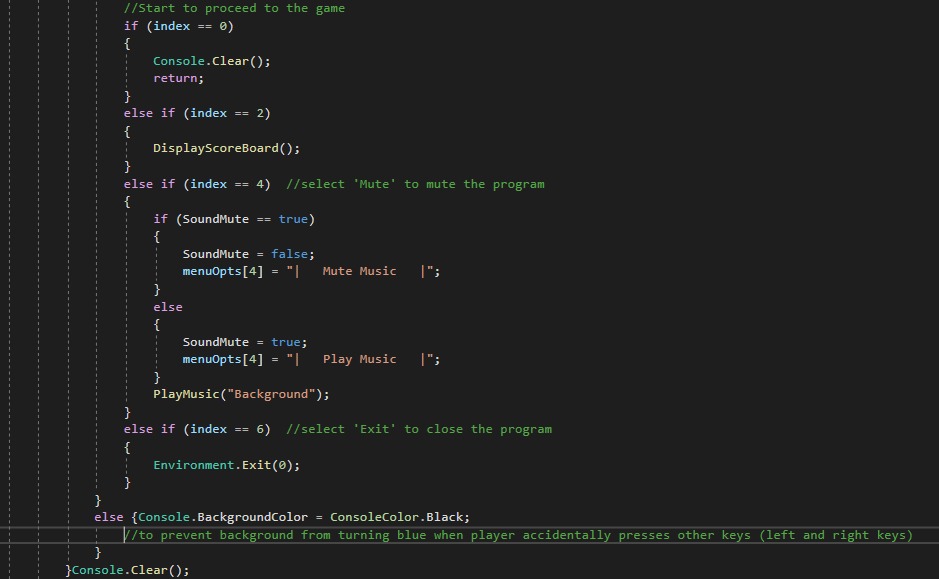 //Start to proceed to the game
if (index == 0)
{
Console.Clear();
return;
}
else if (index == 2)
{
DisplayScoreBoard();
}
else if (index == 4)  //select 'Mute' to mute the program
{
if (SoundMute == true)
{
SoundMute = false;
menuOpts[4] = "|   Mute Music   |";
}
else
{
SoundMute = true;
menuOpts[4] = "|   Play Music   |";
}
PlayMusic("Background");
}
else if (index == 6)  //select 'Exit' to close the program
{
Environment.Exit(0);
}
}
else {Console.BackgroundColor = ConsoleColor.Black;
//to prevent background from turning blue when player accidentally presses other keys (left and right keys)
}
}Console.Clear();